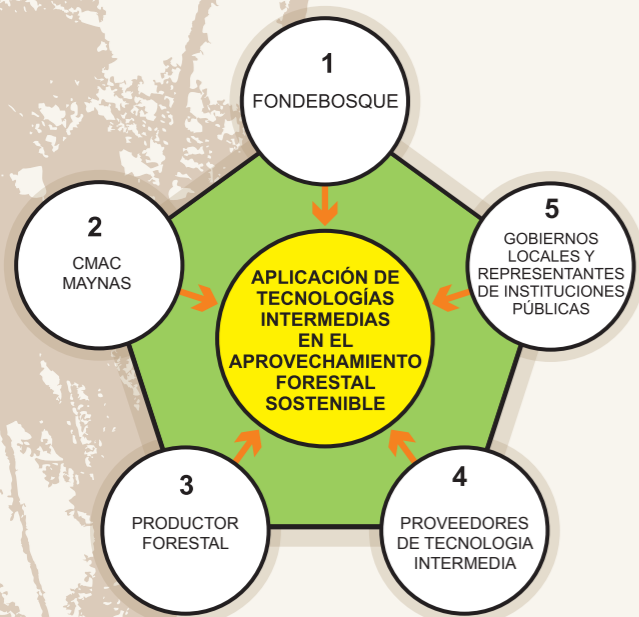 1
FONDEBOSQUE
2
CMAC
MAYNAS
5
GOBIERNOS
LOCALES Y
REPRESENTANTES
DE INSTITUCIONES
PÚBLICAS
APLICACIÓN DE
TECNOLOGÍAS
INTERMEDIAS
EN EL
APROVECHAMIENTO
FORESTAL
SOSTENIBLE
3
PRODUCTOR
FORESTAL
4
PROVEEDORES
DE TECNOLOGIA
INTERMEDIA